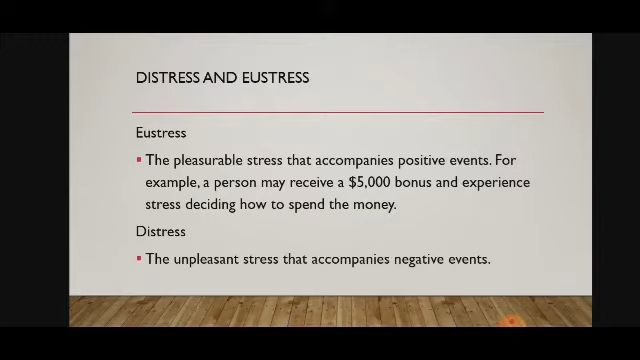 DISTRESS AND EUSTRESS
Eustress
▪ The pleasurable stress that accompanies positive events. For
example, a person may receive a $5,000 bonus and experience
stress deciding how to spend the money.
Distress
▪ The unpleasant stress that accompanies negative events.